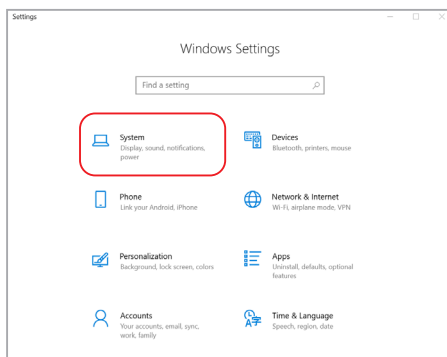 Settings
Windows Settings
Find a setting
System
Display, sound, notifications,
power
Devices
Bluetooth, printers, mouse
Phone
Link your Android, iPhone
Network & Internet
Wi-Fi, airplane mode, VPN
Personalization
Background, lock screen, colors
Apps
Uninstall, defaults, optional
features
Accounts
Your accounts, email, sync,
work, family
Time & Language
Speech, region, date